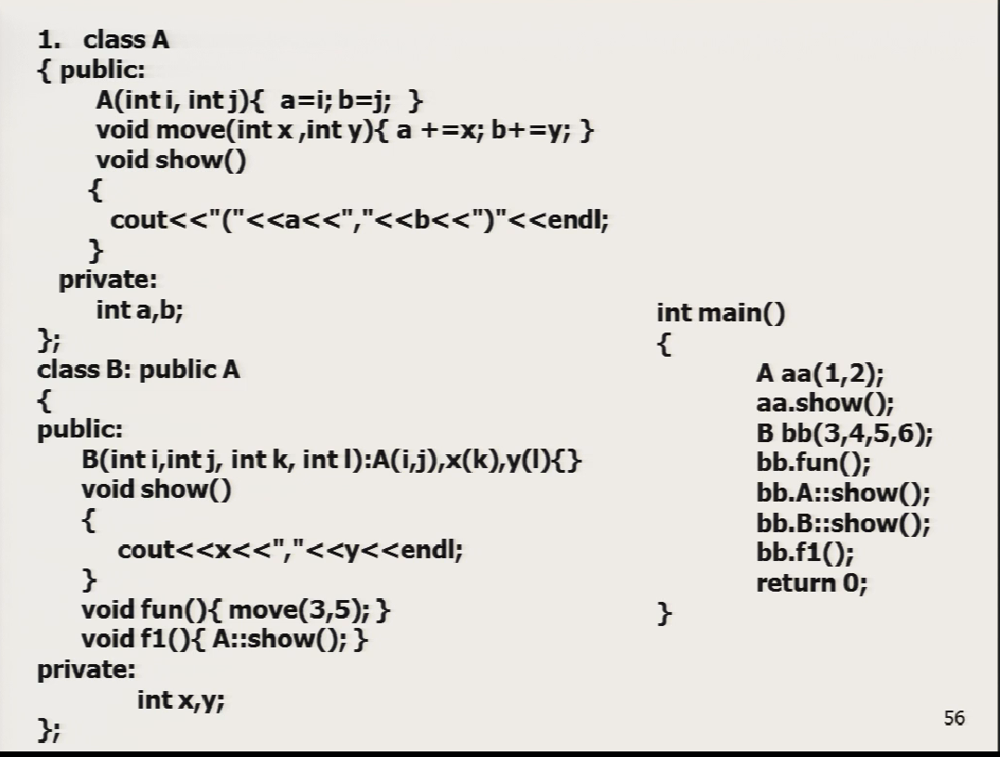 1. class A
{ public:
A(int i, int j){ a=i; b=j; }
void move(int x ,int y){ a +=x; b+=y; }
void show()
{
cout<<"("<<a<<","<<b<<")"<<endl;
}
private:
int a,b;
};
class B: public A
{
public:
B(int i,int j, int k, int l):A(i,j),x(k),y(l){}
void show()
{
cout<<x<<","<<y<<endl;
}
void fun(){ move(3,5); }
void f1(){ A::show(); }
private:
int x,y;
};
int main()
{
A aa(1,2);
aa.show();
B bb(3,4,5,6);
bb.fun();
bb.A::show();
bb.B::show();
bb.f1();
return 0;
}
56